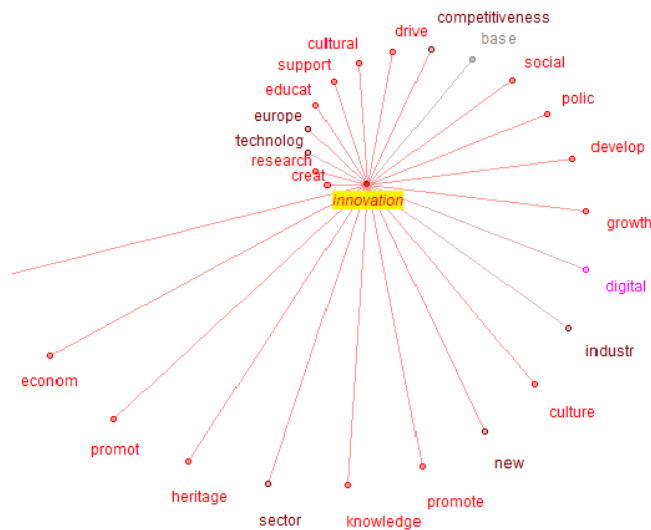 competitiveness
drive
base
cultural
support
social
educat
polic
europe
technolog
develop
research
creat
innovation
growth
digital
industr
econom
culture
promot
new
heritage
promote
sector
knowledge